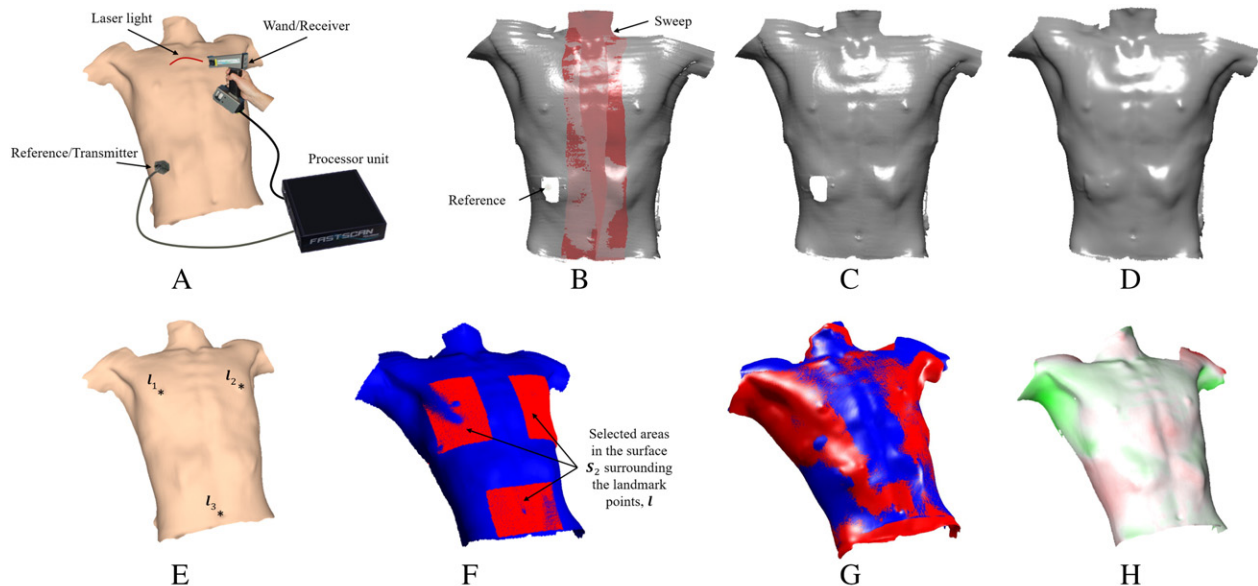 Laser light
Wand/Receiver
Reference/Transmitter
Processor unit
FASTSCAN
A
Sweep
Reference
B
C
D
l₁
l₂
l₃
E
Selected areas
in the surface
S₂ surrounding
the landmark
points, l
F
G
H